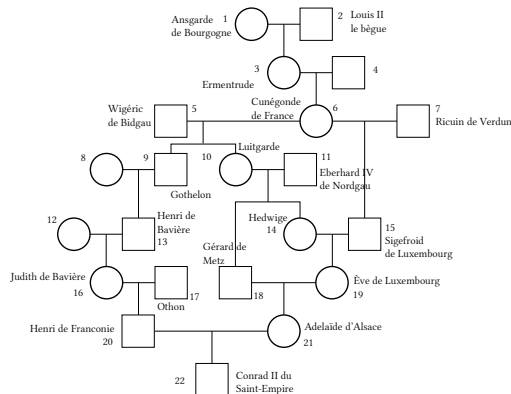 Ansgarde 1
de Bourgogne
2 Louis II
le bègue
3
Ermentrude
4
Wigéric 5
de Bidgau
Cunégonde 6
de France
7
Ricuin de Verdun
8
9
Gothelon
10 Luitgarde
11
Eberhard IV
de Nordgau
12
Henri de
Bavière
13
Hedwige
14
15
Sigefroid
de Luxembourg
Gérard de
Metz
Judith de Bavière
16
17
Othon
18
Ève de Luxembourg
19
Henri de Franconie
20
Adelaïde d'Alsace
21
22 Conrad II du
Saint-Empire